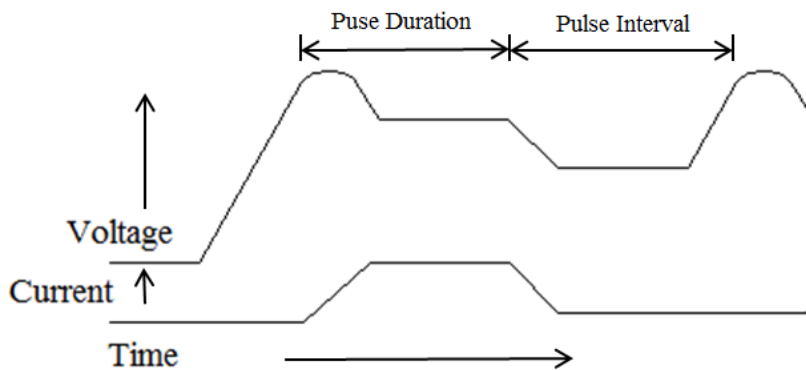 Puse Duration
Pulse Interval
Voltage
Current
Time